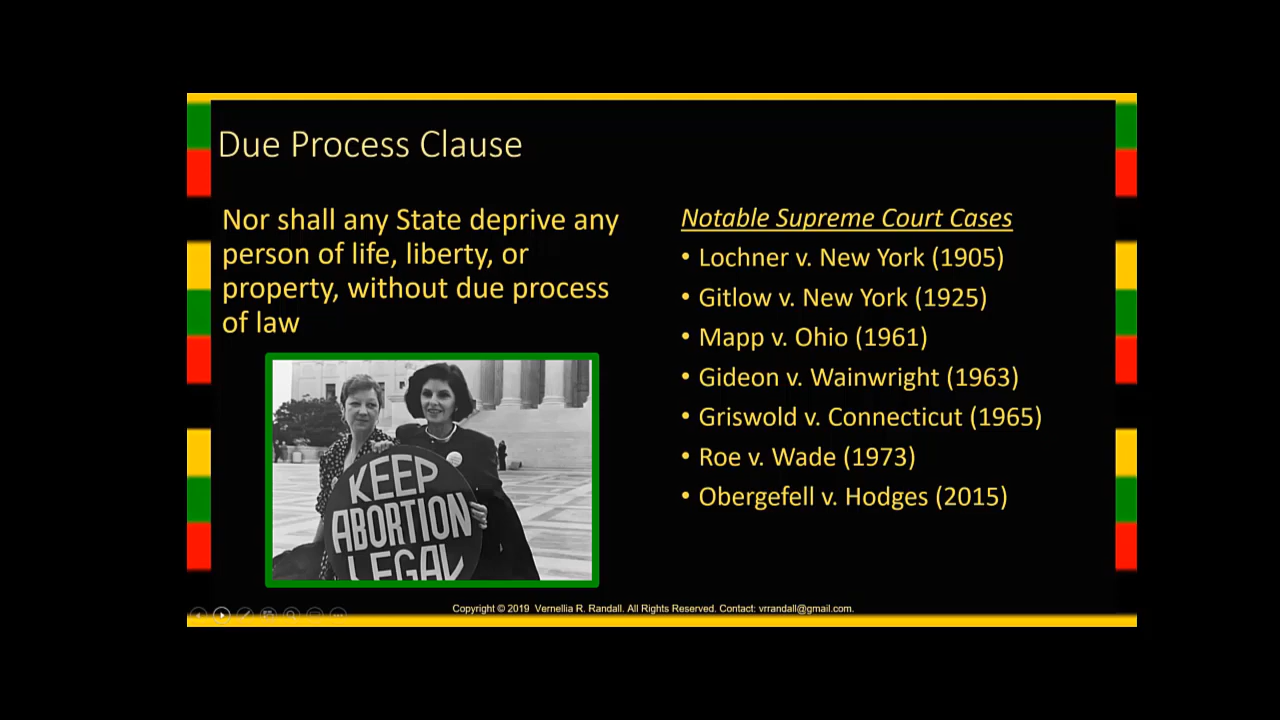 Due Process Clause
Nor shall any State deprive any
person of life, liberty, or
property, without due process
of law
KEEP
ABORTION
LEGAL
Notable Supreme Court Cases
• Lochner v. New York (1905)
• Gitlow v. New York (1925)
• Mapp v. Ohio (1961)
• Gideon v. Wainwright (1963)
• Griswold v. Connecticut (1965)
• Roe v. Wade (1973)
• Obergefell v. Hodges (2015)
Copyright © 2019 Vernellia R. Randall. All Rights Reserved. Contact: vrrandall@gmail.com.